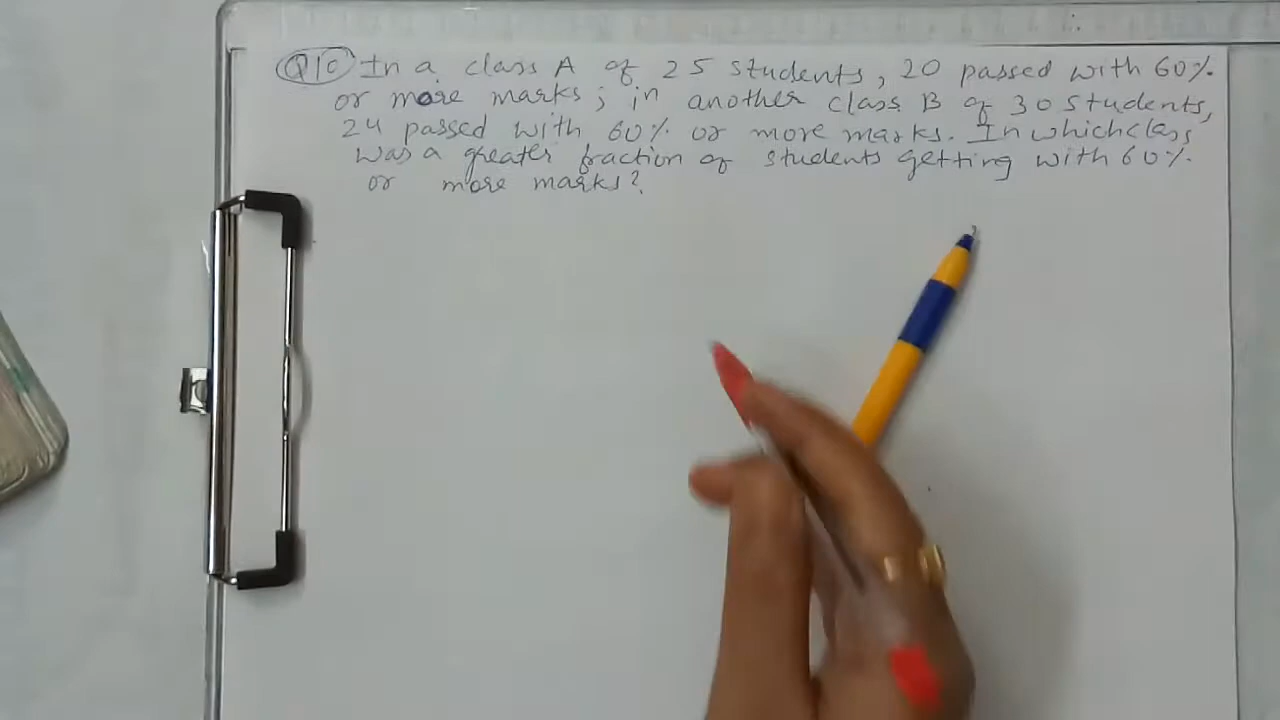 Q10 In a class A of 25 students, 20 passed with 60%
or more marks; in another class B of 30 students,
24 passed with 60% or more marks. In which class
was a greater fraction of students getting with 60%
or more marks?